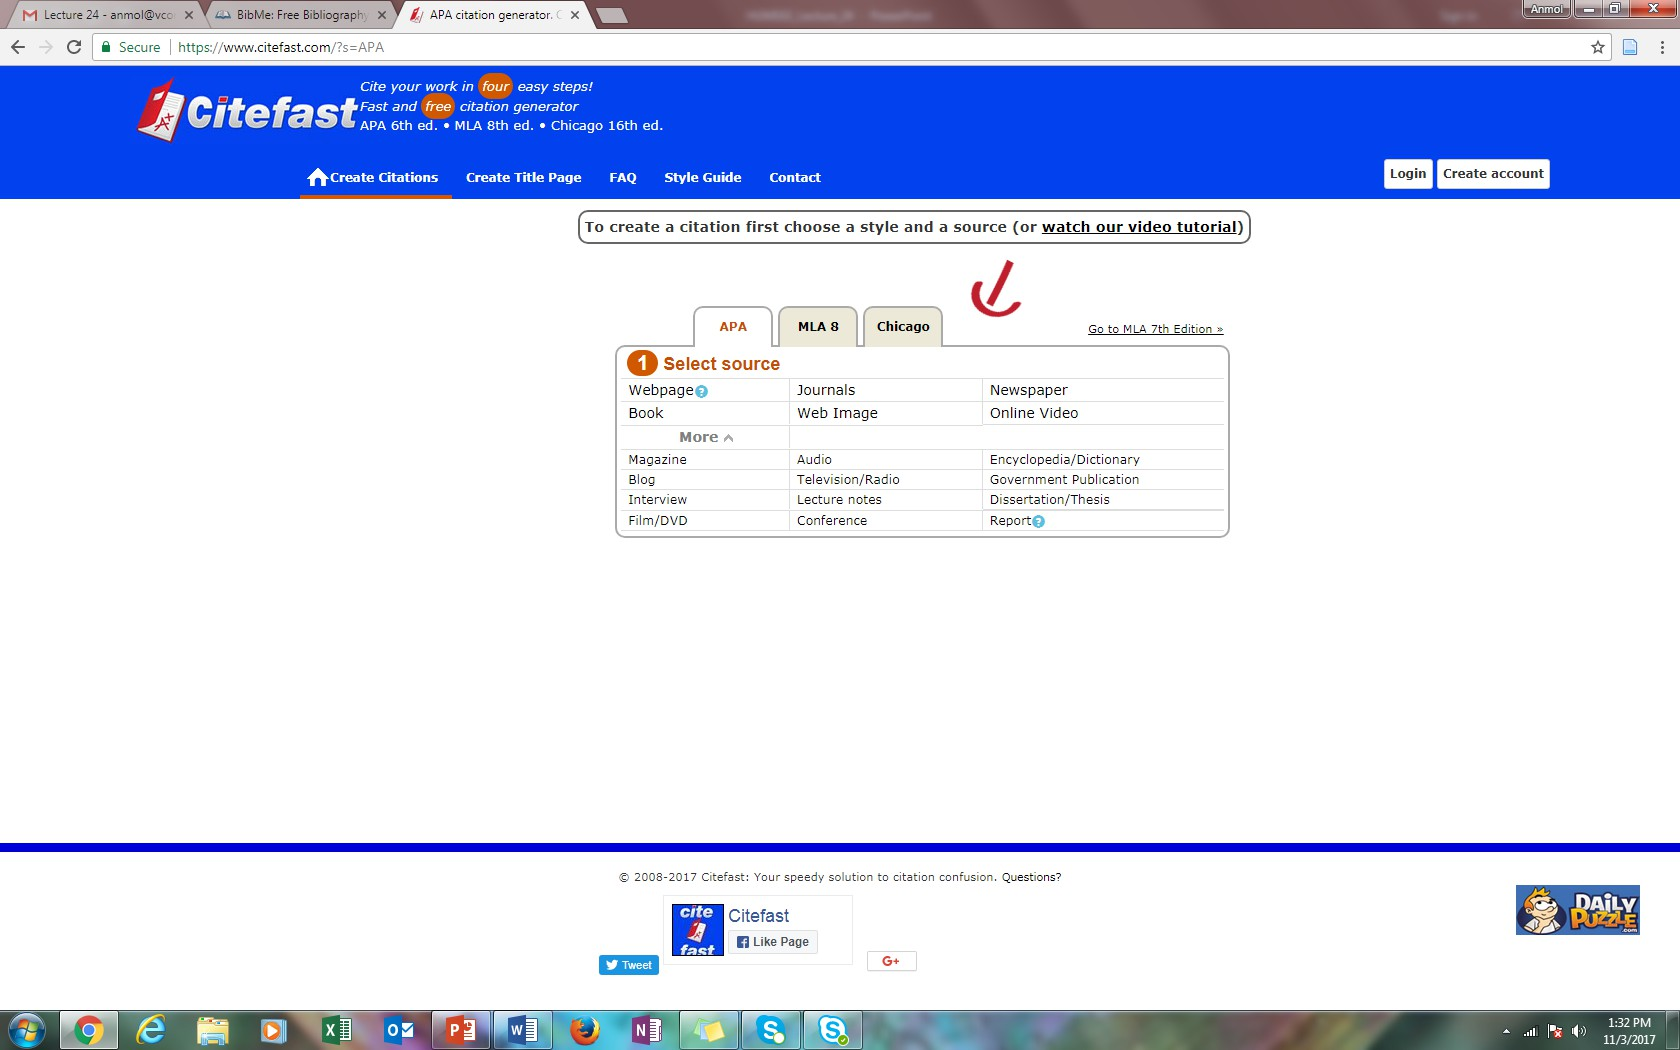 Lecture 24 - anmol@vco
BibMe: Free Bibliography
APA citation generator. C
Anmol
Secure
https://www.citefast.com/?s=APA
Citefast
Cite your work in four easy steps!
Fast and free citation generator
APA 6th ed. • MLA 8th ed. • Chicago 16th ed.
Create Citations Create Title Page FAQ Style Guide Contact
Login Create account
To create a citation first choose a style and a source (or watch our video tutorial)
APA MLA 8 Chicago
Go to MLA 7th Edition »
1 Select source
Webpage? Journals Newspaper
Book Web Image Online Video
More
Magazine Audio Encyclopedia/Dictionary
Blog Television/Radio Government Publication
Interview Lecture notes Dissertation/Thesis
Film/DVD Conference Report?
© 2008-2017 Citefast: Your speedy solution to citation confusion. Questions?
cite
fast
Citefast
Like Page
Tweet
G+
DAILY
PUZZLE
.com
1:32 PM
11/3/2017